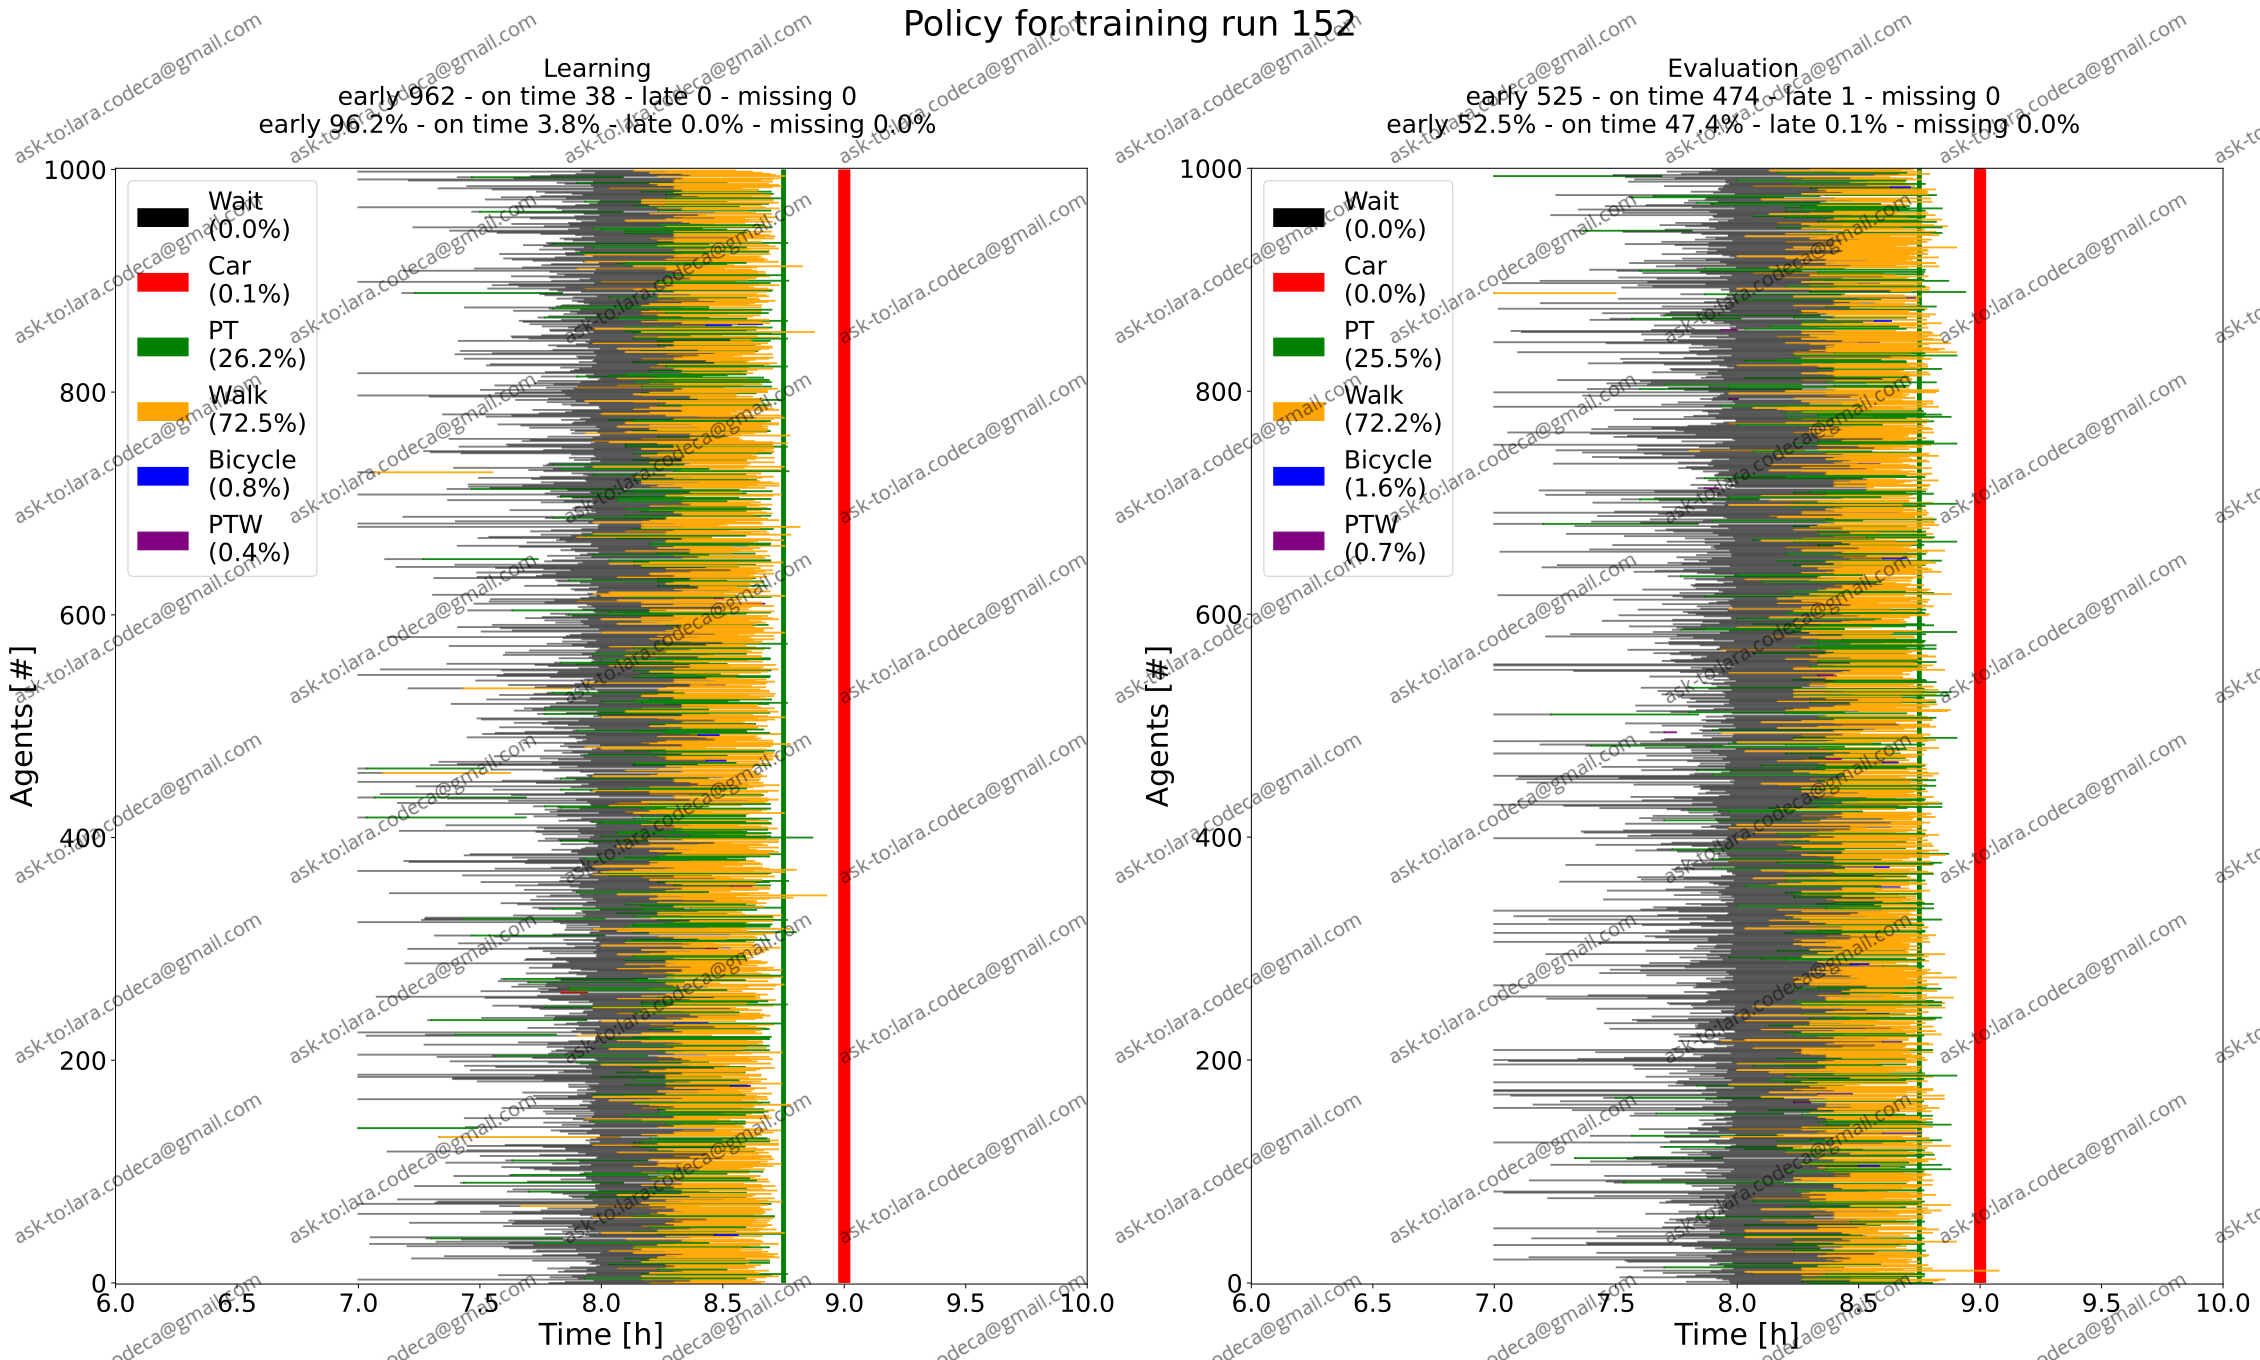 Policy for training run 152
Learning
early 962 - on time 38 - late 0 - missing 0
early 96.2% - on time 3.8% - late 0.0% - missing 0.0%
1000
800
600
400
200
0
Agents [#]
Wait
(0.0%)
Car
(0.1%)
PT
(26.2%)
Walk
(72.5%)
Bicycle
(0.8%)
PTW
(0.4%)
6.0 6.5 7.0 7.5 8.0 8.5 9.0 9.5 10.0
Time [h]
Evaluation
early 525 - on time 474 - late 1 - missing 0
early 52.5% - on time 47.4% - late 0.1% - missing 0.0%
1000
800
600
400
200
0
Agents [#]
Wait
(0.0%)
Car
(0.0%)
PT
(25.5%)
Walk
(72.2%)
Bicycle
(1.6%)
PTW
(0.7%)
6.0 6.5 7.0 7.5 8.0 8.5 9.0 9.5 10.0
Time [h]
ask-to:lara.codeca@gmail.com